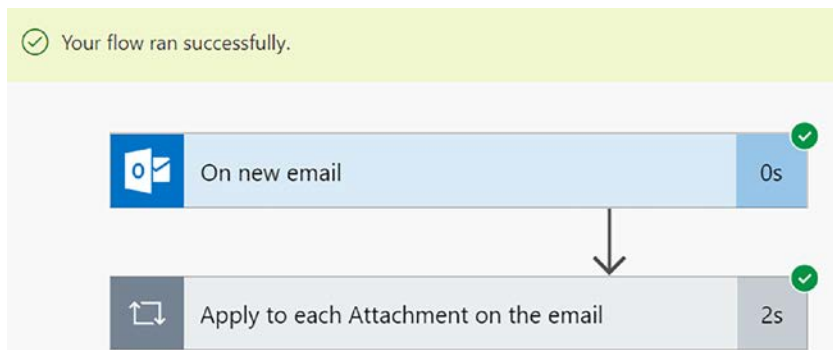 Your flow ran successfully.
On new email
0s
Apply to each Attachment on the email
2s